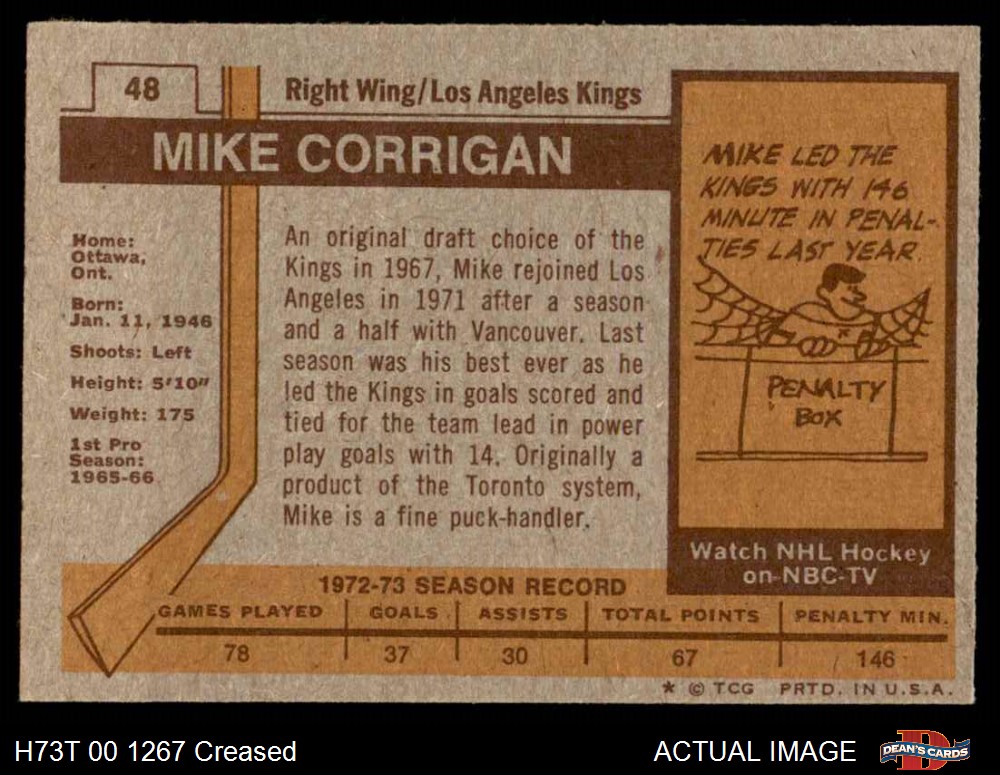 48
Right Wing/Los Angeles Kings
MIKE CORRIGAN
Home:
Ottawa,
Ont.
Born:
Jan. 11, 1946
Shoots: Left
Height: 5'10"
Weight: 175
1st Pro
Season:
1965-66
An original draft choice of the
Kings in 1967, Mike rejoined Los
Angeles in 1971 after a season
and a half with Vancouver. Last
season was his best ever as he
led the Kings in goals scored and
tied for the team lead in power
play goals with 14. Originally a
product of the Toronto system,
Mike is a fine puck-handler.
MIKE LED THE
KINGS WITH 146
MINUTE IN PENAL-
TIES LAST YEAR.
PENALTY
BOX
Watch NHL Hockey
on NBC-TV
1972-73 SEASON RECORD
GAMES PLAYED GOALS ASSISTS TOTAL POINTS PENALTY MIN.
78 37 30 67 146
* © TCG PRTD. IN U.S.A.
H73T 00 1267 Creased
ACTUAL IMAGE
D
DEAN'S CARDS